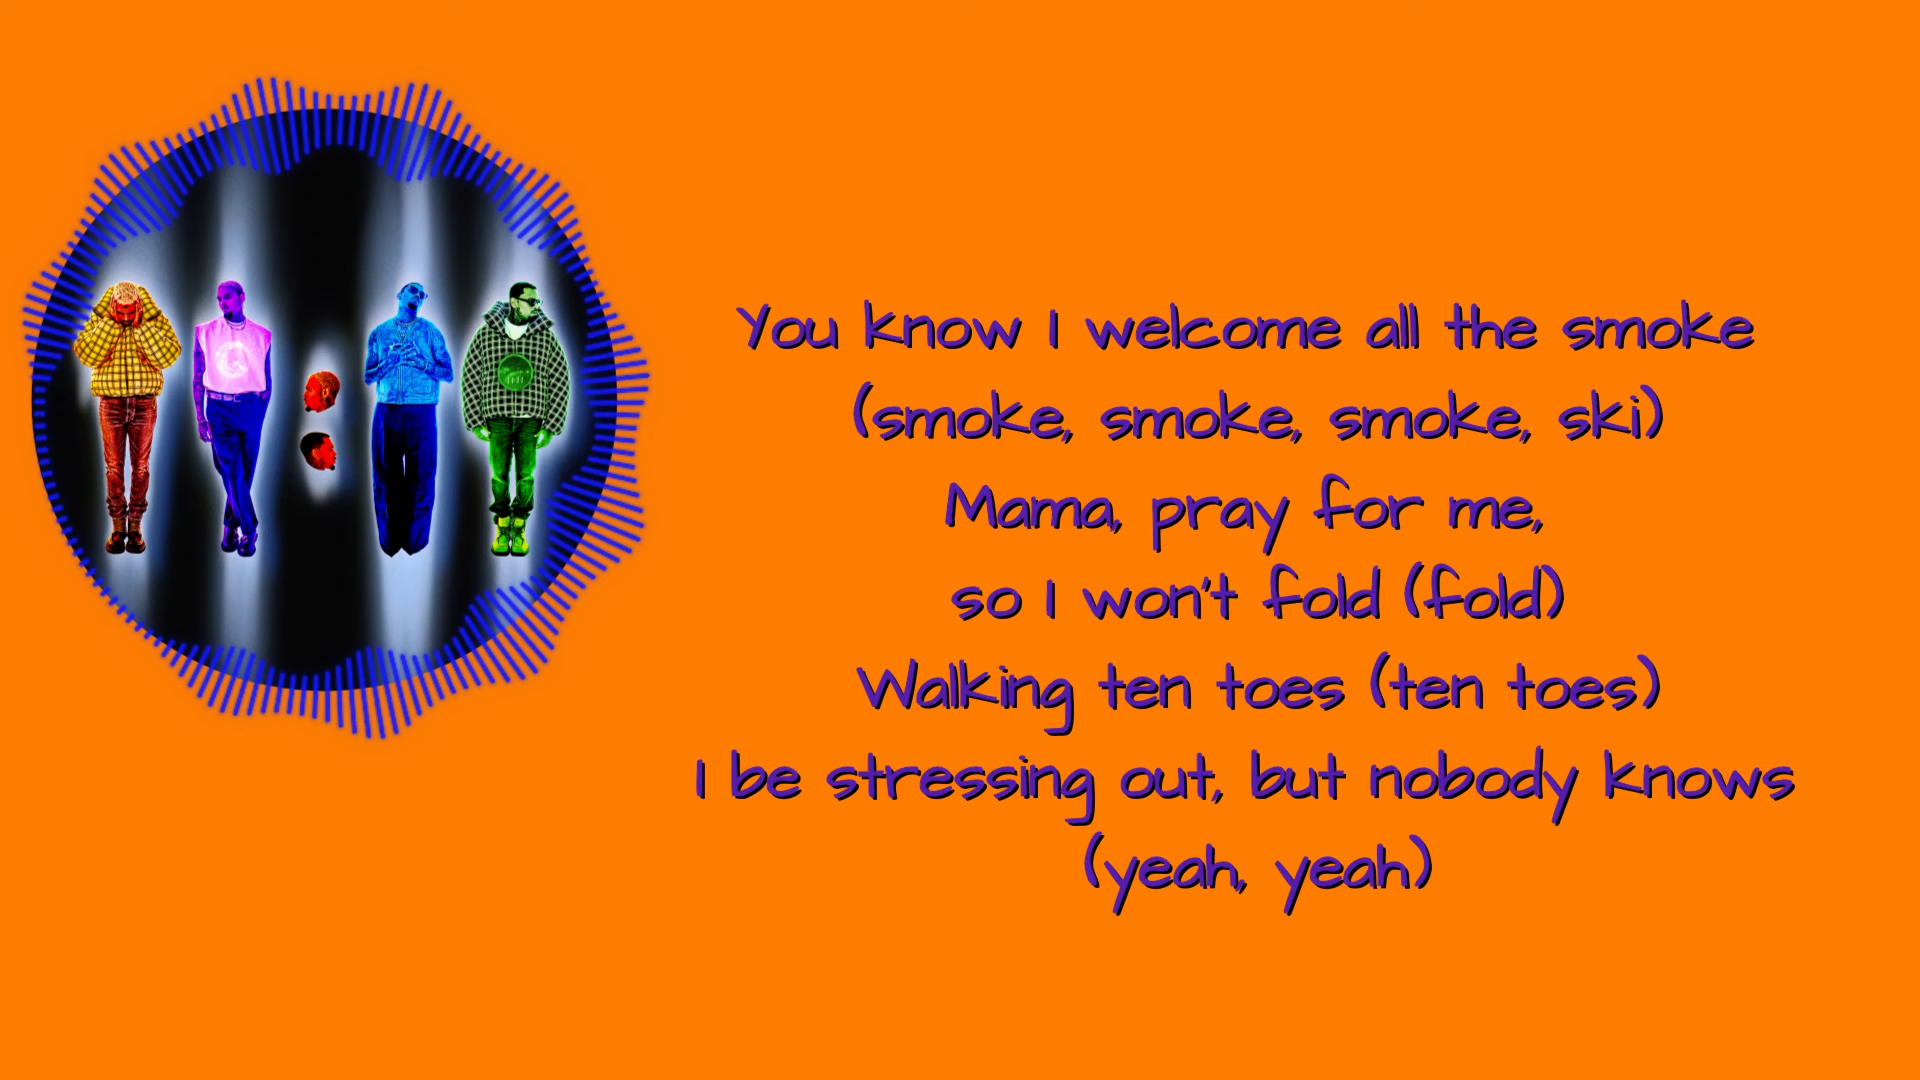 You know I welcome all the smoke
(smoke, smoke, smoke, ski)
Mama, pray for me,
so I won't fold (fold)
Walking ten toes (ten toes)
I be stressing out, but nobody knows
(yeah, yeah)